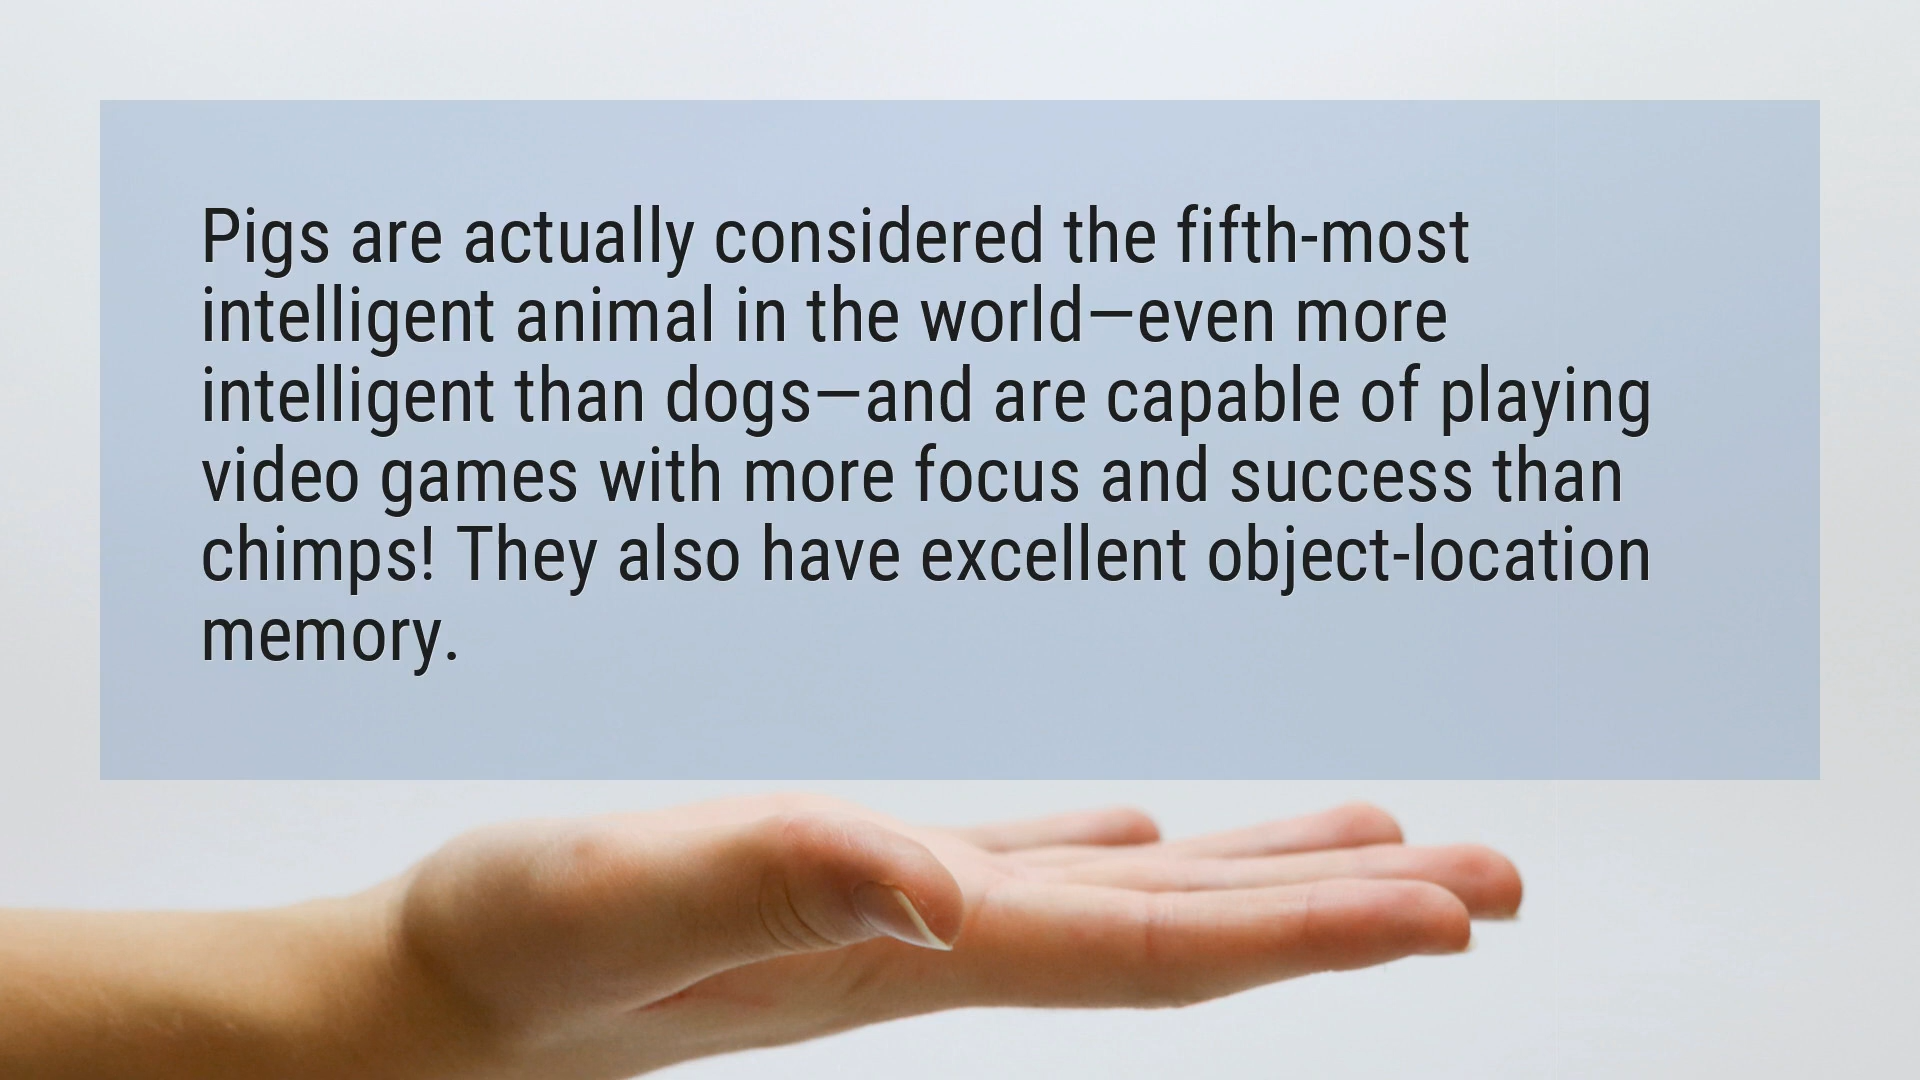 Pigs are actually considered the fifth-most
intelligent animal in the world—even more
intelligent than dogs—and are capable of playing
video games with more focus and success than
chimps! They also have excellent object-location
memory.